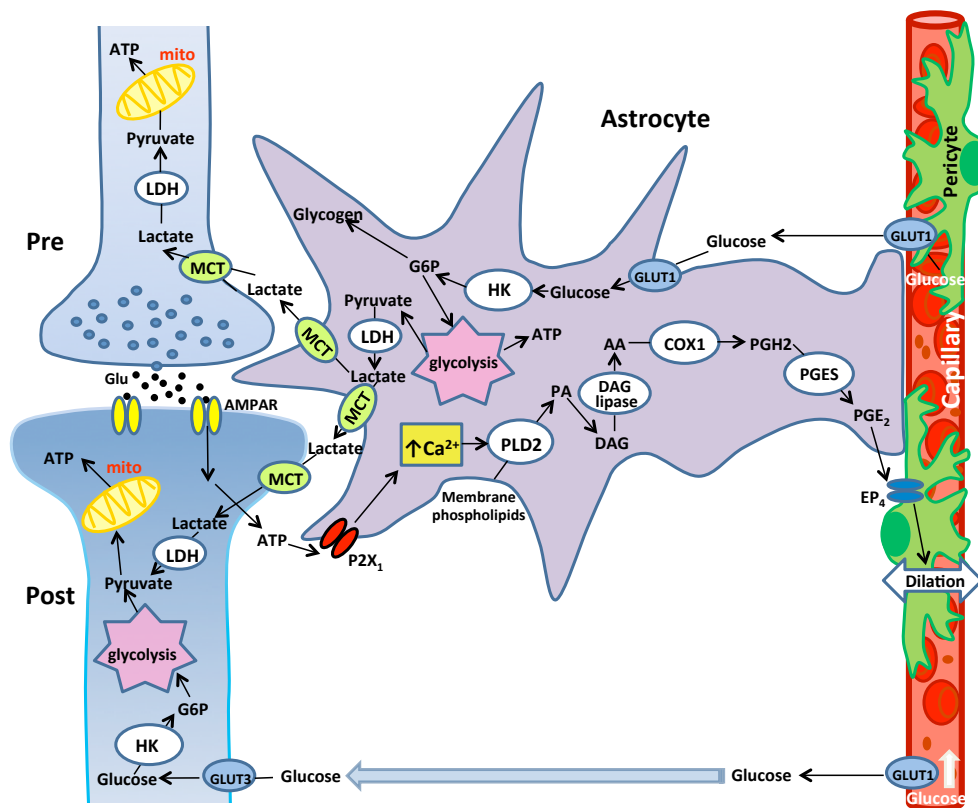 ATP
mito
Pyruvate
LDH
Lactate
Pre
MCT
Lactate
Glu
AMPAR
Astrocyte
Glycogen
G6P
HK
Glucose
GLUT1
Glucose
GLUT1
Glucose
Pericyte
Capillary
Pyruvate
LDH
MCT
Lactate
glycolysis
ATP
MCT
Lactate
MCT
AA
COX1
PGH2
PGES
DAG
lipase
PA
PGE₂
DAG
↑Ca²⁺
PLD2
Membrane
phospholipids
EP₄
ATP
mito
Lactate
LDH
ATP
P2X₁
Pyruvate
Post
Dilation
glycolysis
G6P
HK
Glucose
GLUT3
Glucose
Glucose
GLUT1
Glucose